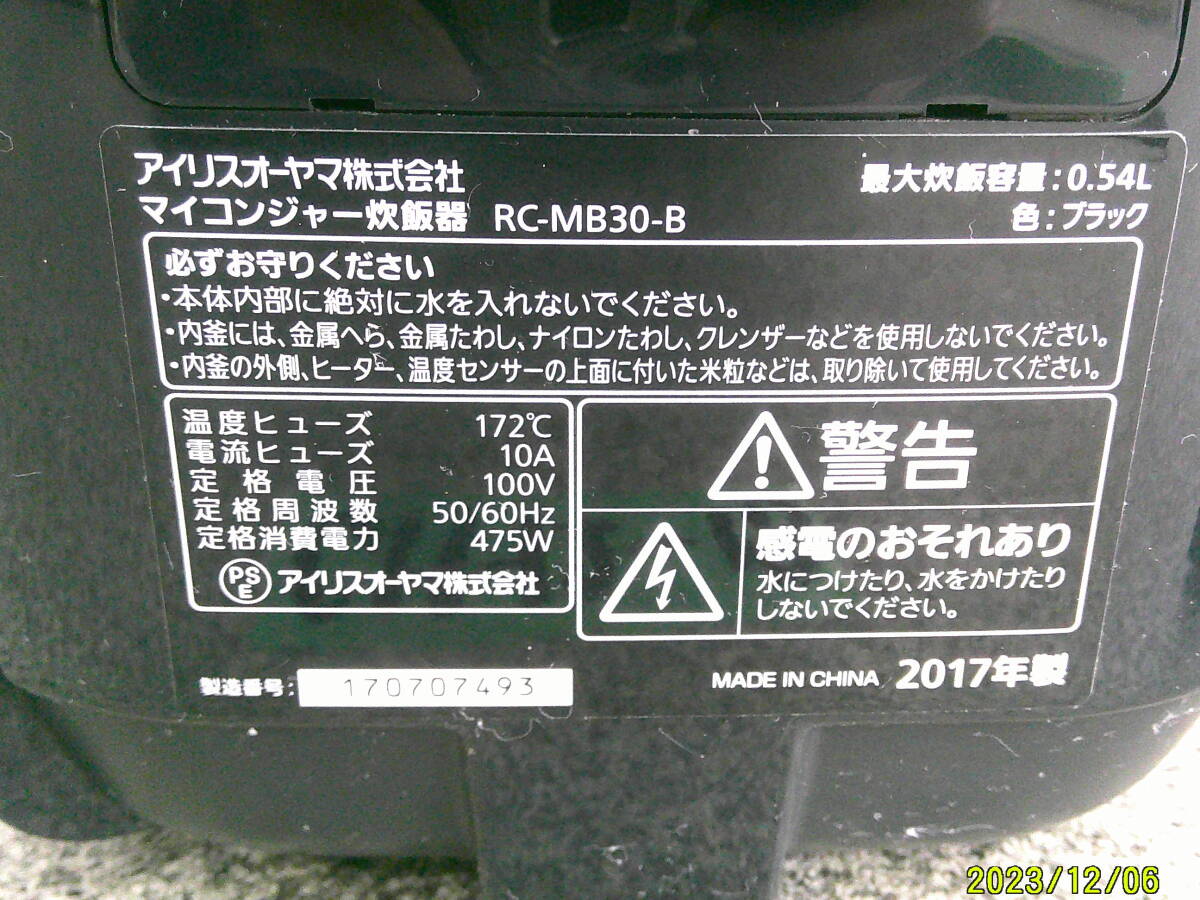 アイリスオーヤマ株式会社
最大炊飯容量:0.54L
マイコンジャー炊飯器 RC-MB30-B
色:ブラック
必ずお守りください
・本体内部に絶対に水を入れないでください。
・内釜には、金属へら、金属たわし、ナイロンたわし、クレンザーなどを使用しないでください。
・内釜の外側、ヒーター、温度センサーの上面に付いた米粒などは、取り除いて使用してください。
温度ヒューズ 172℃
電流ヒューズ 10A
定格電圧 100V
定格周波数 50/60Hz
定格消費電力 475W
PSE アイリスオーヤマ株式会社
警告
感電のおそれあり
水につけたり、水をかけたり
しないでください。
製造番号: 170707493
MADE IN CHINA 2017年製
2023/12/06